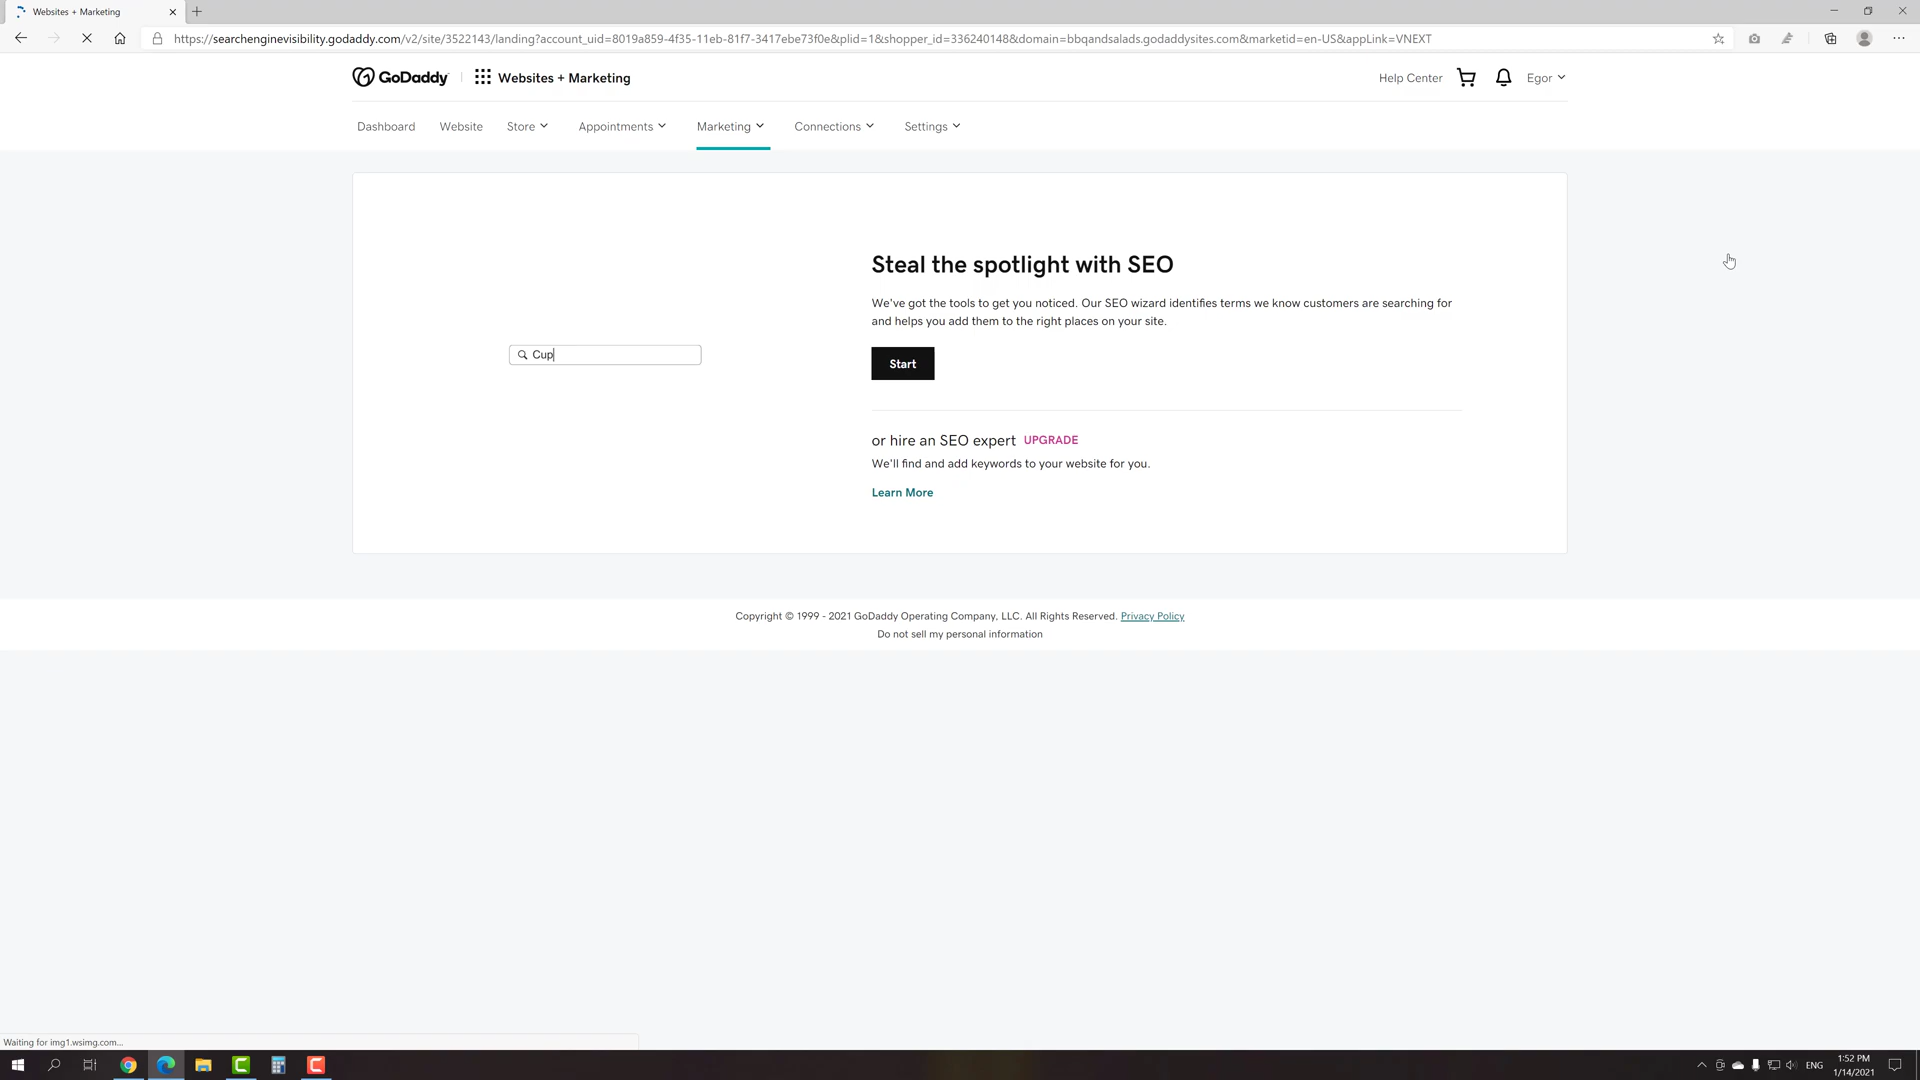 Websites + Marketing
https://searchenginevisibility.godaddy.com/v2/site/3522143/landing?account_uid=8019a859-4f35-11eb-81f7-3417ebe73f0e&plid=1&shopper_id=336240148&domain=bbqandsalads.godaddysites.com&marketid=en-US&appLink=VNEXT
GoDaddy Websites + Marketing Help Center Egor
Dashboard Website Store Appointments Marketing Connections Settings
Steal the spotlight with SEO
We've got the tools to get you noticed. Our SEO wizard identifies terms we know customers are searching for
and helps you add them to the right places on your site.
Cup
Start
or hire an SEO expert UPGRADE
We'll find and add keywords to your website for you.
Learn More
Copyright © 1999 - 2021 GoDaddy Operating Company, LLC. All Rights Reserved. Privacy Policy
Do not sell my personal information
Waiting for img1.wsimg.com...
ENG
1:52 PM
1/14/2021